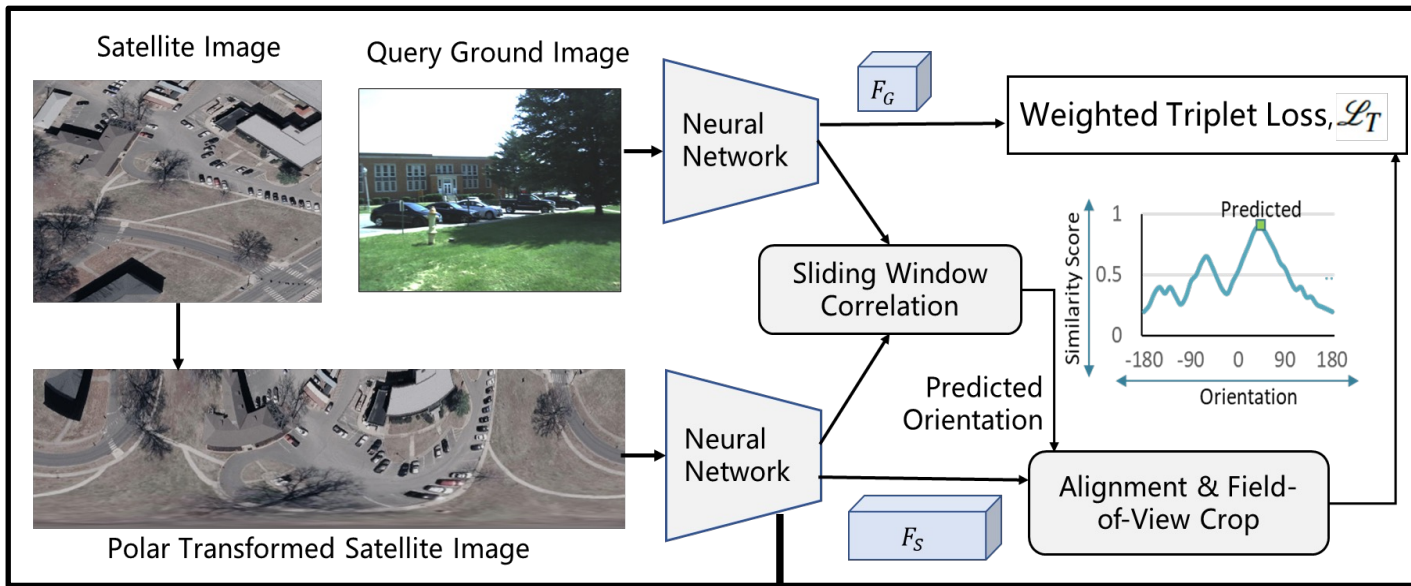 Satellite Image
Query Ground Image
Neural
Network
F_G
Weighted Triplet Loss, ℒ_T
Sliding Window
Correlation
Similarity Score
1
0.5
0
Predicted
-180 -90 0 90 180
Orientation
Predicted
Orientation
Neural
Network
F_S
Alignment & Field-
of-View Crop
Polar Transformed Satellite Image